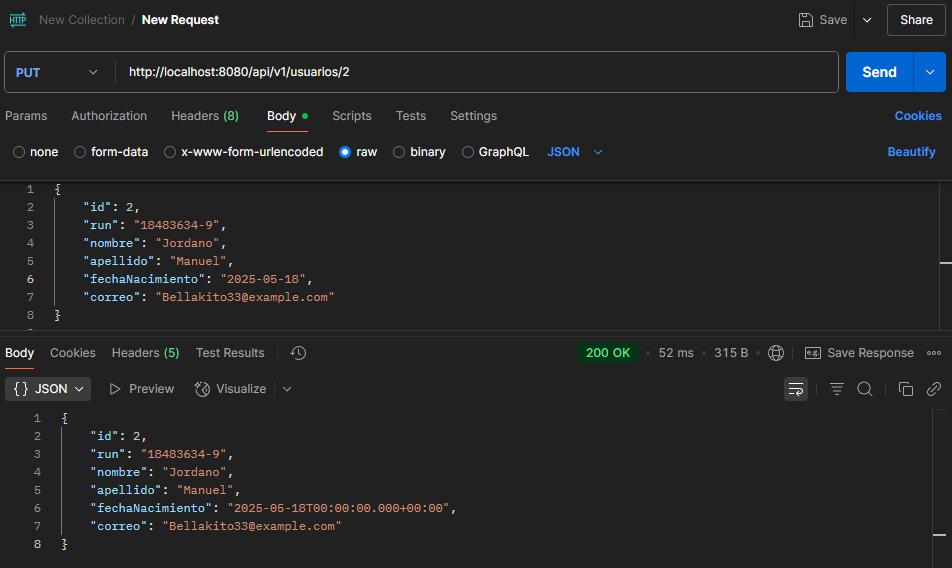 HTTP New Collection / New Request Save Share
PUT http://localhost:8080/api/v1/usuarios/2 Send
Params Authorization Headers (8) Body Scripts Tests Settings Cookies
none form-data x-www-form-urlencoded raw binary GraphQL JSON Beautify
1 {
2 "id": 2,
3 "run": "18483634-9",
4 "nombre": "Jordano",
5 "apellido": "Manuel",
6 "fechaNacimiento": "2025-05-18",
7 "correo": "Bellakito33@example.com"
8 }
Body Cookies Headers (5) Test Results 200 OK 52 ms 315 B e.g. Save Response
{} JSON Preview Visualize
1 {
2 "id": 2,
3 "run": "18483634-9",
4 "nombre": "Jordano",
5 "apellido": "Manuel",
6 "fechaNacimiento": "2025-05-18T00:00:00.000+00:00",
7 "correo": "Bellakito33@example.com"
8 }